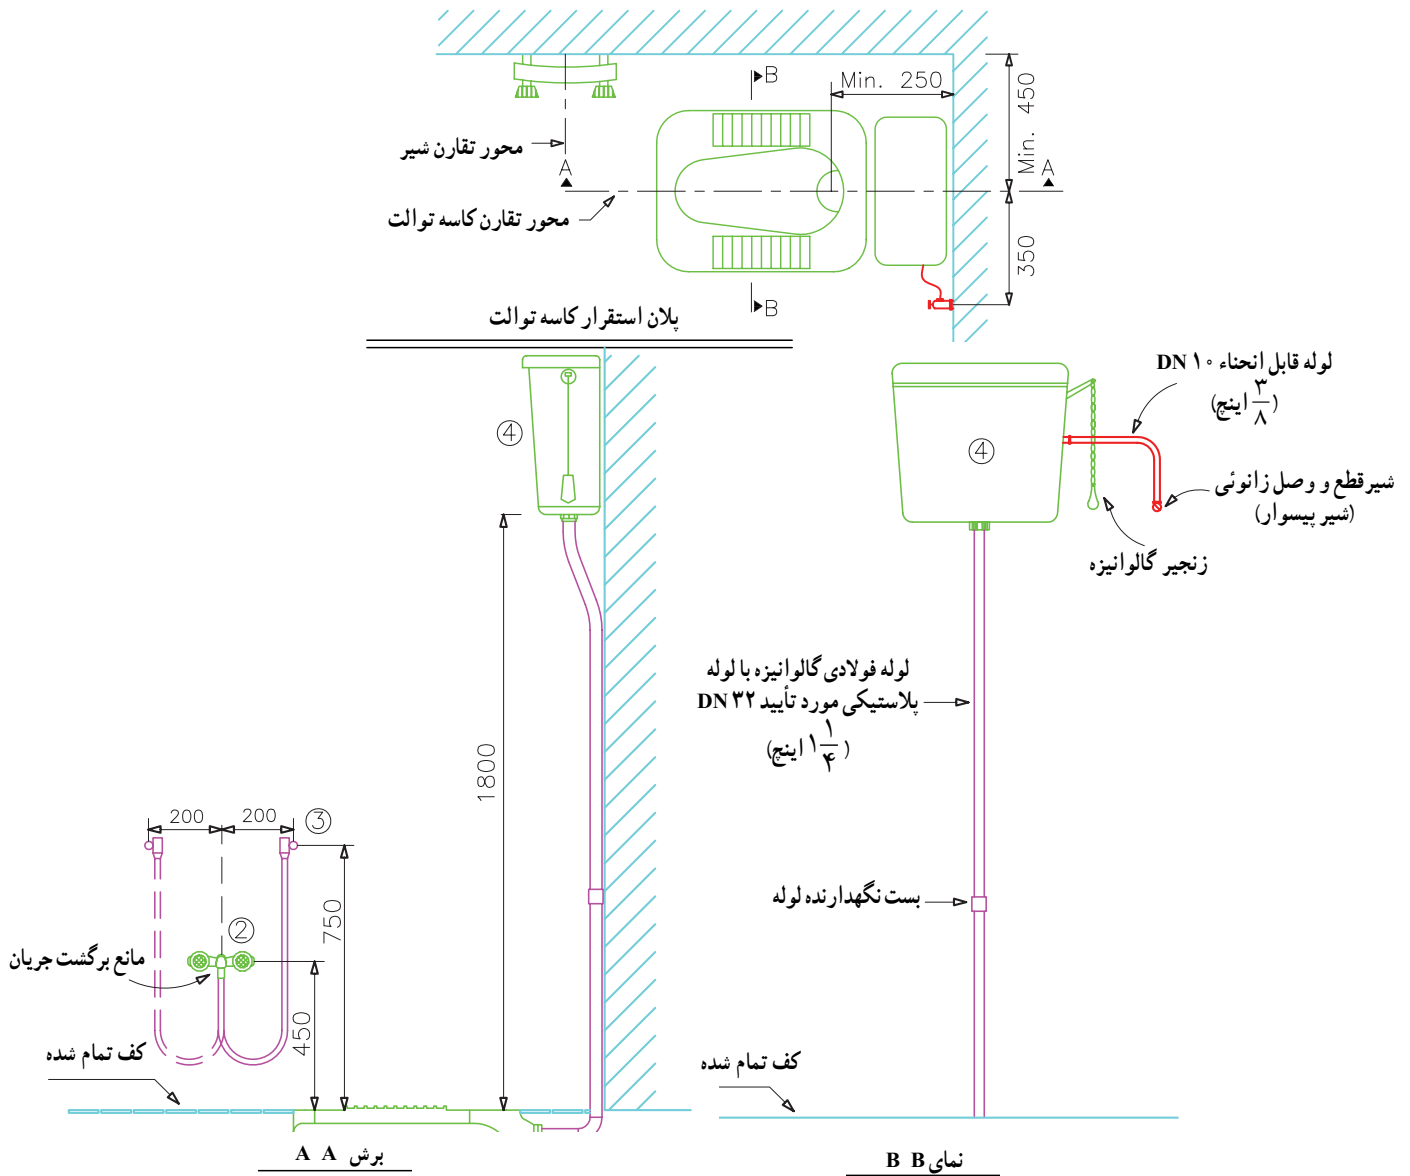 B
Min. 250
Min. 450
محور تقارن شیر
A
A
محور تقارن کاسه توالت
350
B
پلان استقرار کاسه توالت
لوله قابل انحناء DN ۱۰
(۳/۸ اینچ)
④
④
شیرقطع و وصل زانوئی
(شیر پیسوار)
زنجیر گالوانیزه
لوله فولادی گالوانیزه با لوله
پلاستیکی مورد تأیید DN ۳۲
(۱ ۱/۴ اینچ)
1800
200
200
③
750
بست نگهدارنده لوله
②
مانع برگشت جریان
450
کف تمام شده
کف تمام شده
برش A A
نمای B B